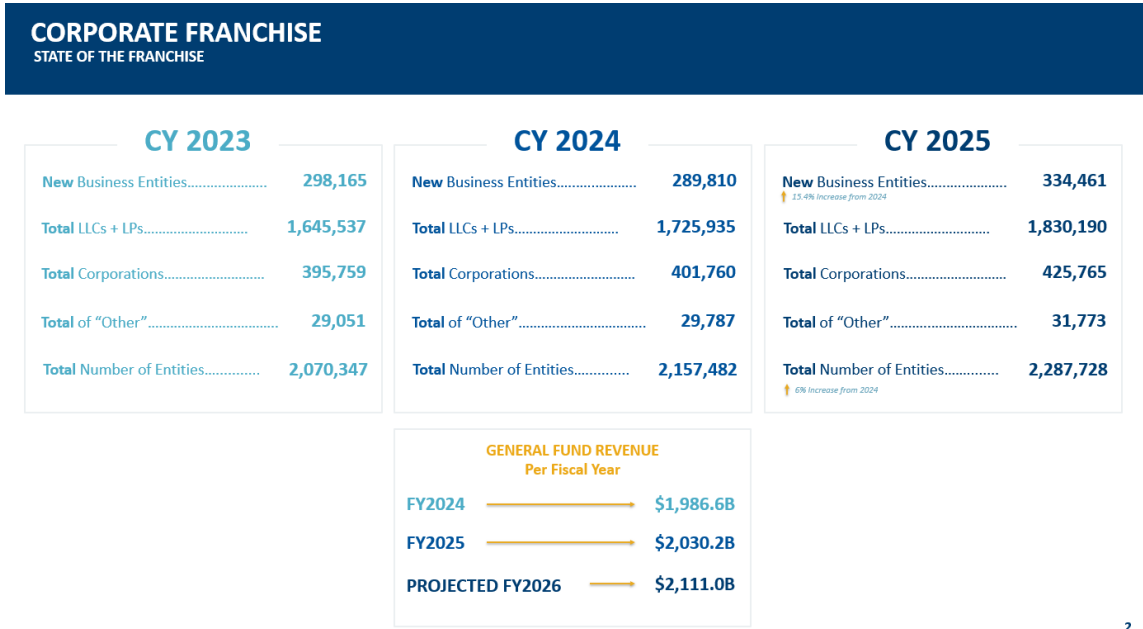 CORPORATE FRANCHISE
STATE OF THE FRANCHISE
CY 2023
New Business Entities..................... 298,165
Total LLCs + LPs............................ 1,645,537
Total Corporations........................... 395,759
Total of “Other”................................... 29,051
Total Number of Entities.............. 2,070,347
CY 2024
New Business Entities..................... 289,810
Total LLCs + LPs............................ 1,725,935
Total Corporations........................... 401,760
Total of “Other”................................... 29,787
Total Number of Entities.............. 2,157,482
CY 2025
New Business Entities..................... 334,461
15.4% Increase from 2024
Total LLCs + LPs............................ 1,830,190
Total Corporations........................... 425,765
Total of “Other”................................... 31,773
Total Number of Entities.............. 2,287,728
6% Increase from 2024
GENERAL FUND REVENUE
Per Fiscal Year
FY2024 $1,986.6B
FY2025 $2,030.2B
PROJECTED FY2026 $2,111.0B
2